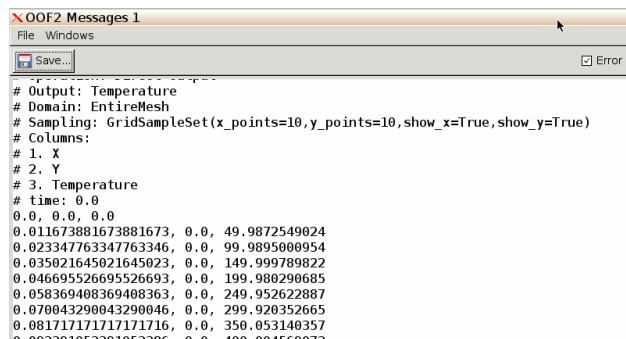 OOF2 Messages 1
File Windows
Save...
Error
# Output: Temperature
# Domain: EntireMesh
# Sampling: GridSampleSet(x_points=10,y_points=10,show_x=True,show_y=True)
# Columns:
# 1. X
# 2. Y
# 3. Temperature
# time: 0.0
0.0, 0.0, 0.0
0.011673881673881673, 0.0, 49.9872549024
0.023347763347763346, 0.0, 99.9895000954
0.035021645021645023, 0.0, 149.999789822
0.046695526695526693, 0.0, 199.980290685
0.058369408369408363, 0.0, 249.952622887
0.070043290043290046, 0.0, 299.920352665
0.081717171717171716, 0.0, 350.053140357